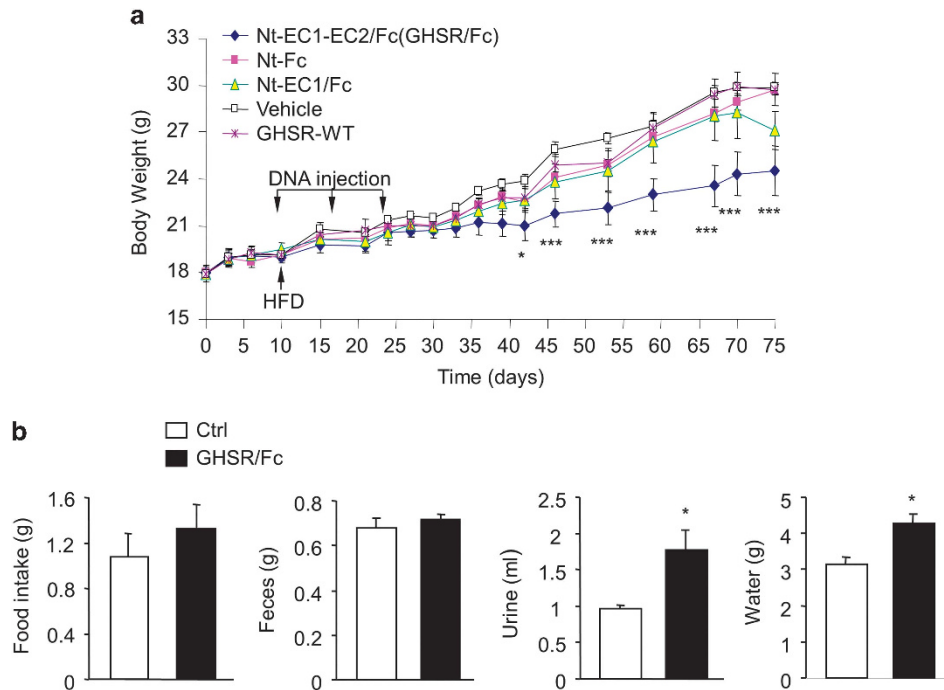 a
Nt-EC1-EC2/Fc(GHSR/Fc)
Nt-Fc
Nt-EC1/Fc
Vehicle
GHSR-WT
33
30
27
24
21
18
15
Body Weight (g)
DNA injection
HFD
* *** *** *** *** *** ***
0 5 10 15 20 25 30 35 40 45 50 55 60 65 70 75
Time (days)
b
Ctrl
GHSR/Fc
Food intake (g)
1.6
1.2
0.8
0.4
0
Feces (g)
0.8
0.6
0.4
0.2
0
Urine (ml)
2.5
2
1.5
1
0.5
0
*
Water (g)
5
4
3
2
1
0
*